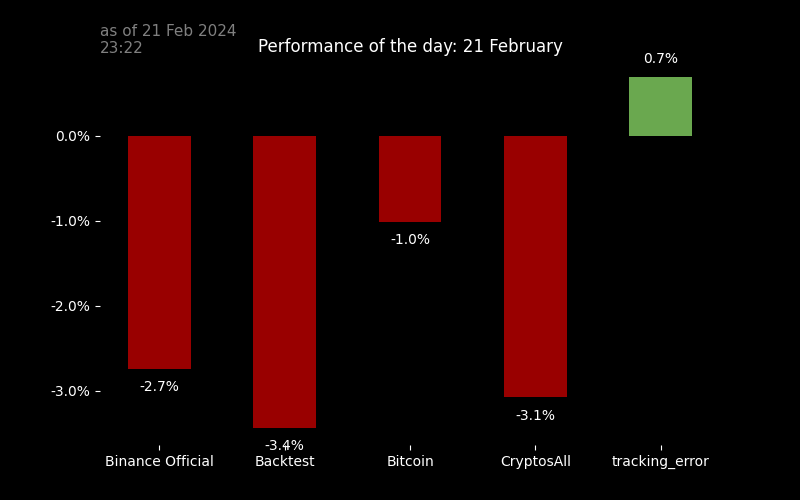 as of 21 Feb 2024
23:22
Performance of the day: 21 February
0.7%
0.0%
-1.0%
-1.0%
-2.0%
-2.7%
-3.0%
-3.1%
-3.4%
Binance Official
Backtest
Bitcoin
CryptosAll
tracking_error